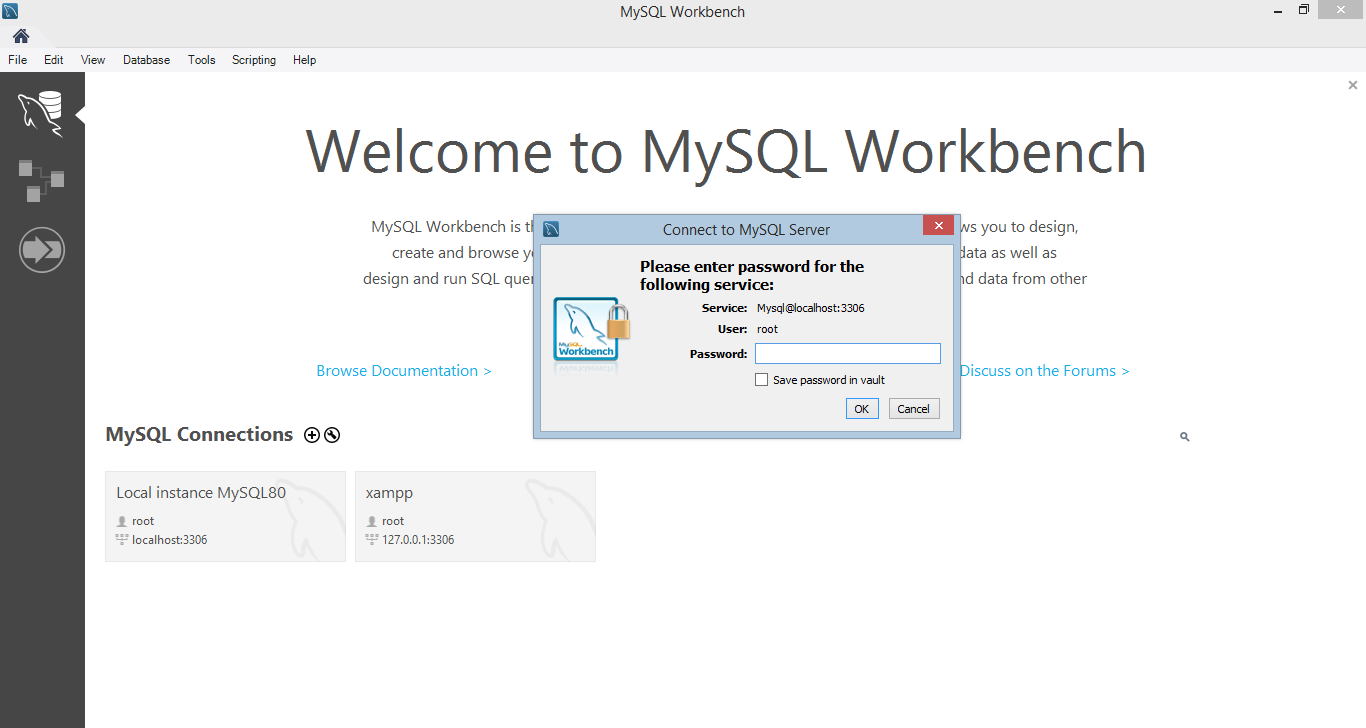 MySQL Workbench
File Edit View Database Tools Scripting Help
Welcome to MySQL Workbench
MySQL Workbench is th
ws you to design,
create and browse yo
data as well as
design and run SQL quer
nd data from other
Browse Documentation >
Discuss on the Forums >
Connect to MySQL Server
Please enter password for the
following service:
Service: Mysql@localhost:3306
User: root
Password:
Save password in vault
OK Cancel
MySQL
Workbench
MySQL Connections
Local instance MySQL80
root
localhost:3306
xampp
root
127.0.0.1:3306